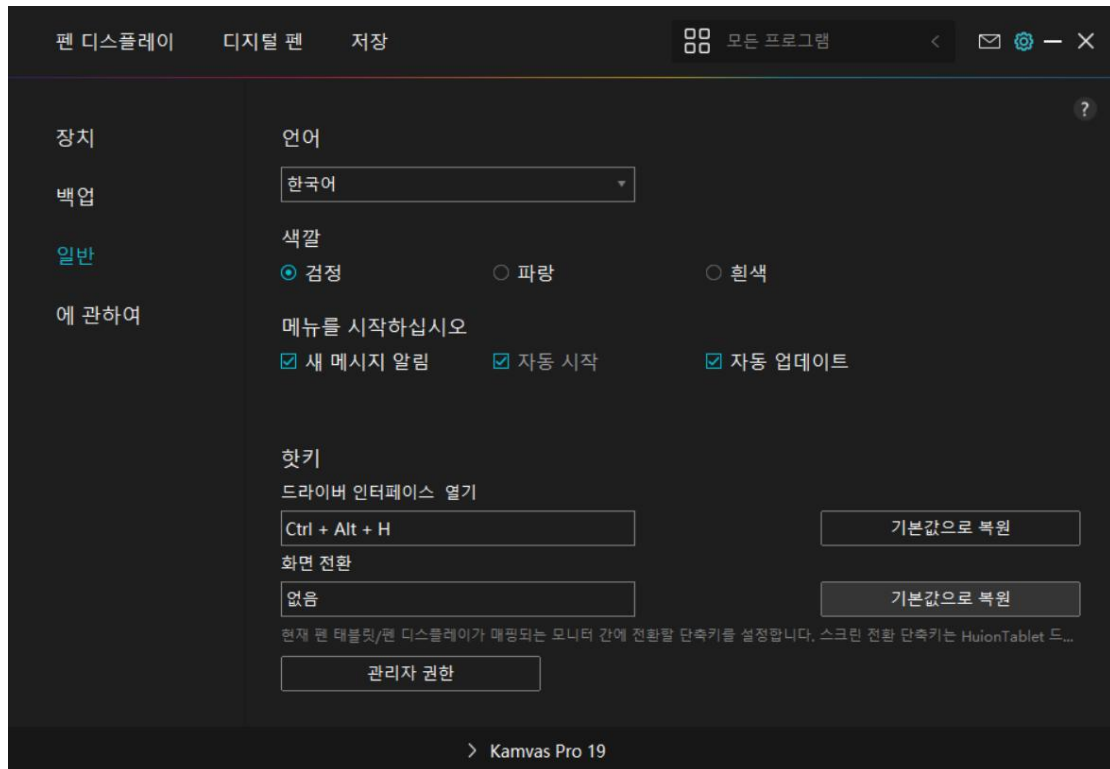 펜 디스플레이 디지털 펜 저장 모든 프로그램
?
장치
백업
일반
에 관하여
언어
한국어
색깔
검정 파랑 흰색
메뉴를 시작하십시오
새 메시지 알림 자동 시작 자동 업데이트
핫키
드라이버 인터페이스 열기
Ctrl + Alt + H 기본값으로 복원
화면 전환
없음 기본값으로 복원
현재 펜 태블릿/펜 디스플레이가 매핑되는 모니터 간에 전환할 단축키를 설정합니다. 스크린 전환 단축키는 HuionTablet 드...
관리자 권한
Kamvas Pro 19